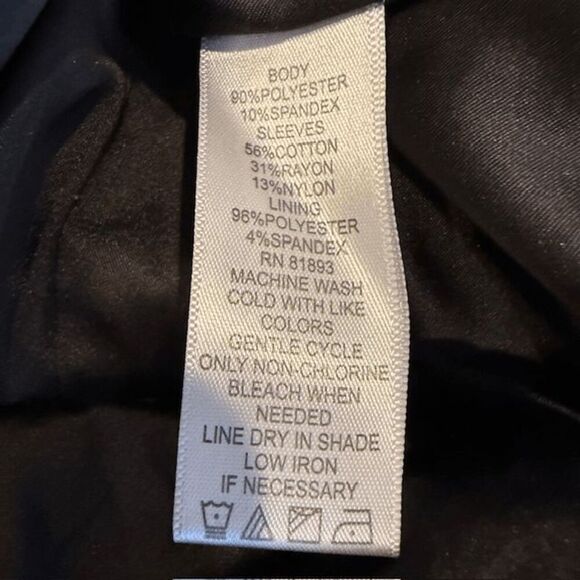 BODY
90%POLYESTER
10%SPANDEX
SLEEVES
56%COTTON
31%RAYON
13%NYLON
LINING
96%POLYESTER
4%SPANDEX
RN 81893
MACHINE WASH
COLD WITH LIKE
COLORS
GENTLE CYCLE
ONLY NON-CHLORINE
BLEACH WHEN
NEEDED
LINE DRY IN SHADE
LOW IRON
IF NECESSARY